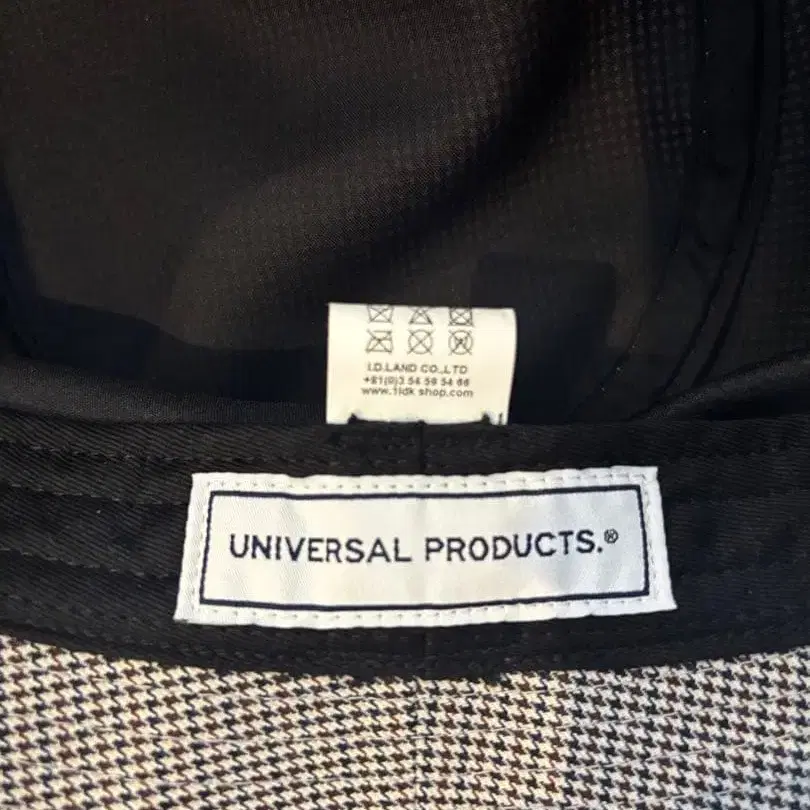 I.D.LAND CO.,LTD
+81(0)3 54 59 54 66
www.1ldk shop.com
UNIVERSAL PRODUCTS.®